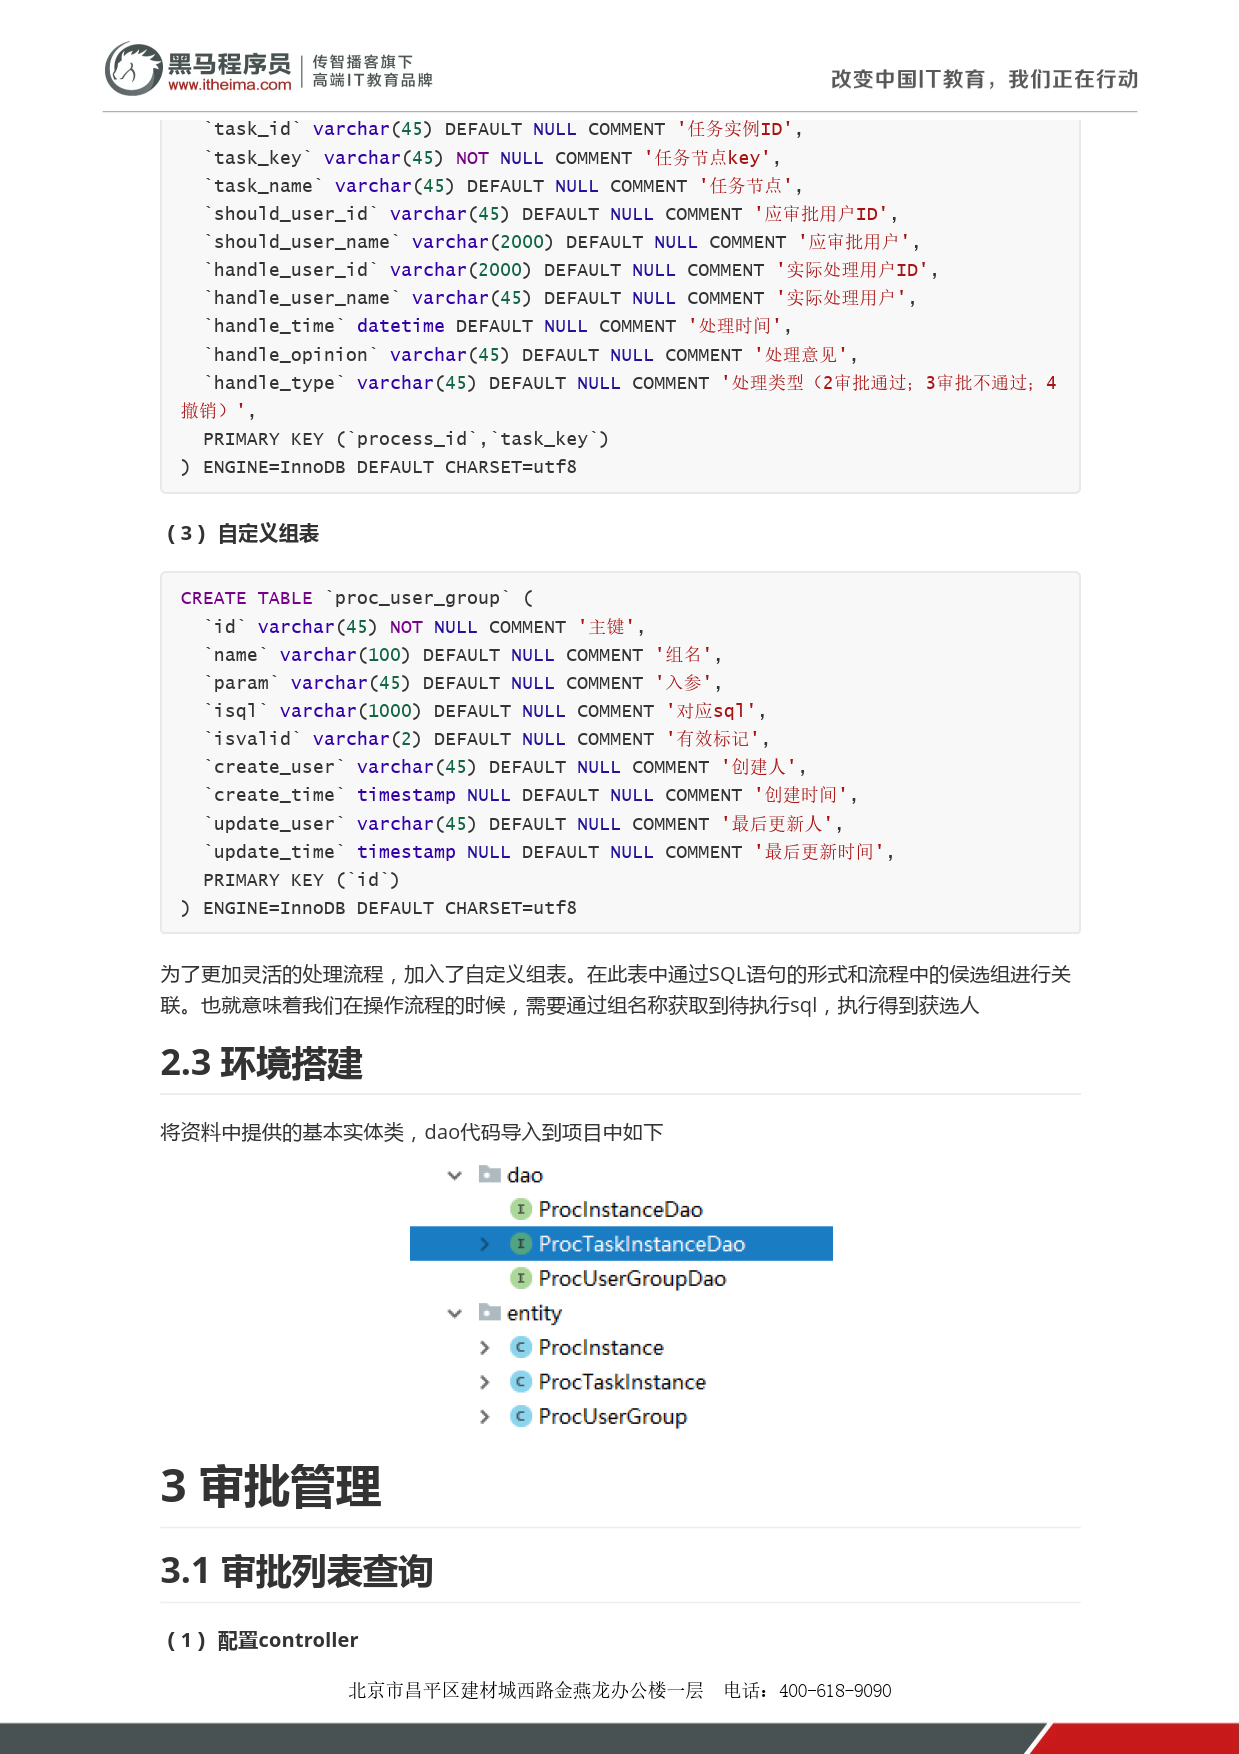 黑马程序员
www.itheima.com
传智播客旗下
高端IT教育品牌
改变中国IT教育，我们正在行动
`task_id` varchar(45) DEFAULT NULL COMMENT '任务实例ID',
`task_key` varchar(45) NOT NULL COMMENT '任务节点key',
`task_name` varchar(45) DEFAULT NULL COMMENT '任务节点',
`should_user_id` varchar(45) DEFAULT NULL COMMENT '应审批用户ID',
`should_user_name` varchar(2000) DEFAULT NULL COMMENT '应审批用户',
`handle_user_id` varchar(2000) DEFAULT NULL COMMENT '实际处理用户ID',
`handle_user_name` varchar(45) DEFAULT NULL COMMENT '实际处理用户',
`handle_time` datetime DEFAULT NULL COMMENT '处理时间',
`handle_opinion` varchar(45) DEFAULT NULL COMMENT '处理意见',
`handle_type` varchar(45) DEFAULT NULL COMMENT '处理类型（2审批通过；3审批不通过；4
撤销）',
PRIMARY KEY (`process_id`,`task_key`)
) ENGINE=InnoDB DEFAULT CHARSET=utf8
（3） 自定义组表
CREATE TABLE `proc_user_group` (
`id` varchar(45) NOT NULL COMMENT '主键',
`name` varchar(100) DEFAULT NULL COMMENT '组名',
`param` varchar(45) DEFAULT NULL COMMENT '入参',
`isql` varchar(1000) DEFAULT NULL COMMENT '对应sql',
`isvalid` varchar(2) DEFAULT NULL COMMENT '有效标记',
`create_user` varchar(45) DEFAULT NULL COMMENT '创建人',
`create_time` timestamp NULL DEFAULT NULL COMMENT '创建时间',
`update_user` varchar(45) DEFAULT NULL COMMENT '最后更新人',
`update_time` timestamp NULL DEFAULT NULL COMMENT '最后更新时间',
PRIMARY KEY (`id`)
) ENGINE=InnoDB DEFAULT CHARSET=utf8
为了更加灵活的处理流程，加入了自定义组表。在此表中通过SQL语句的形式和流程中的侯选组进行关
联。也就意味着我们在操作流程的时候，需要通过组名称获取到待执行sql，执行得到获选人
2.3 环境搭建
将资料中提供的基本实体类，dao代码导入到项目中如下
dao
ProcInstanceDao
ProcTaskInstanceDao
ProcUserGroupDao
entity
ProcInstance
ProcTaskInstance
ProcUserGroup
3 审批管理
3.1 审批列表查询
（1） 配置controller
北京市昌平区建材城西路金燕龙办公楼一层 电话：400-618-9090